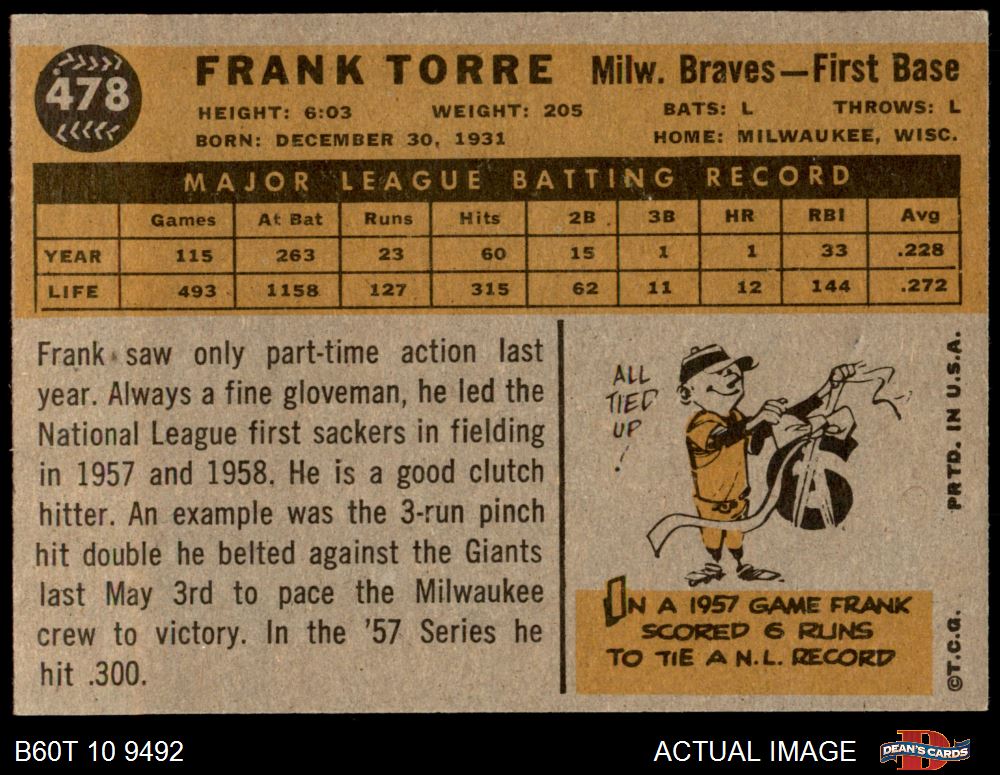 478
FRANK TORRE Milw. Braves—First Base
HEIGHT: 6:03 WEIGHT: 205 BATS: L THROWS: L
BORN: DECEMBER 30, 1931 HOME: MILWAUKEE, WISC.
MAJOR LEAGUE BATTING RECORD
Games At Bat Runs Hits 2B 3B HR RBI Avg
YEAR 115 263 23 60 15 1 1 33 .228
LIFE 493 1158 127 315 62 11 12 144 .272
Frank saw only part-time action last
year. Always a fine gloveman, he led the
National League first sackers in fielding
in 1957 and 1958. He is a good clutch
hitter. An example was the 3-run pinch
hit double he belted against the Giants
last May 3rd to pace the Milwaukee
crew to victory. In the '57 Series he
hit .300.
ALL
TIED
UP
!
6
IN A 1957 GAME FRANK
SCORED 6 RUNS
TO TIE A N.L. RECORD
©T.C.G. PRTD. IN U.S.A.
B60T 10 9492 ACTUAL IMAGE DEAN'S CARDS